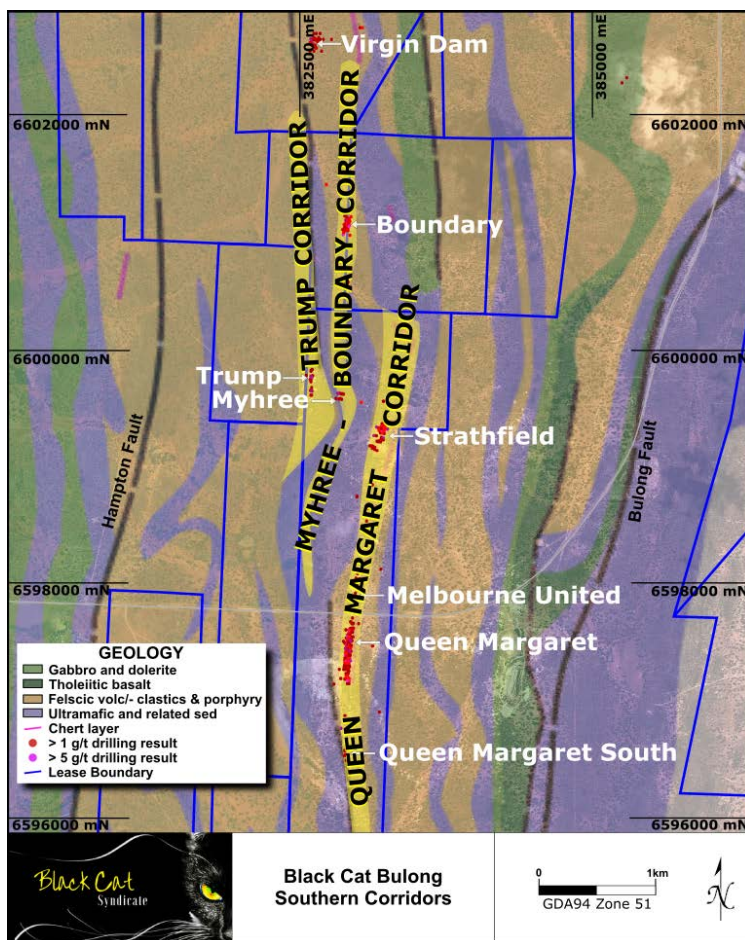 382500 mE
385000 mE
Virgin Dam
6602000 mN
6602000 mN
TRUMP CORRIDOR
MYHREE - BOUNDARY CORRIDOR
Boundary
6600000 mN
6600000 mN
Trump
Myhree
Strathfield
Hampton Fault
Bulong Fault
QUEEN MARGARET CORRIDOR
6598000 mN
6598000 mN
Melbourne United
Queen Margaret
Queen Margaret South
GEOLOGY
Gabbro and dolerite
Tholeiitic basalt
Felscic volc/- clastics & porphyry
Ultramafic and related sed
Chert layer
> 1 g/t drilling result
> 5 g/t drilling result
Lease Boundary
6596000 mN
6596000 mN
Black Cat
Syndicate
Black Cat Bulong
Southern Corridors
0 1km
GDA94 Zone 51
N